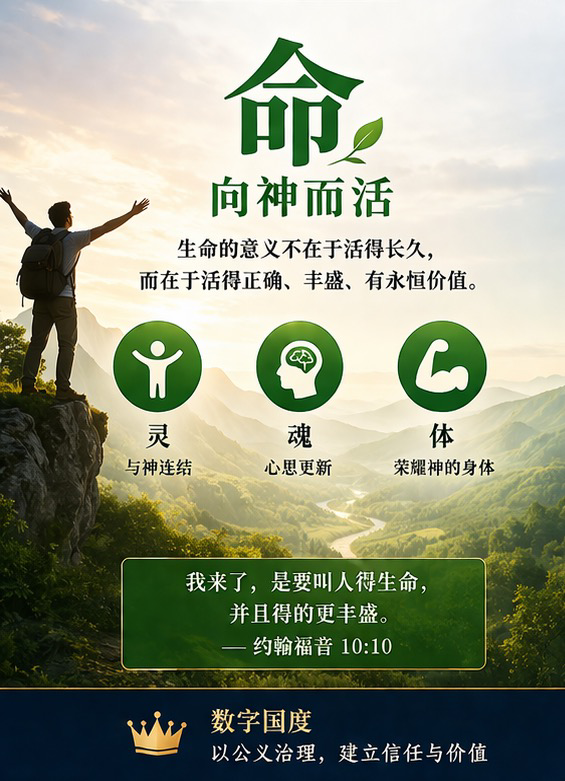 命
向神而活
生命的意义不在于活得长久，
而在于活得正确、丰盛、有永恒价值。
灵
与神连结
魂
心思更新
体
荣耀神的身体
我来了，是要叫人得生命，
并且得的更丰盛。
— 约翰福音 10:10
数字国度
以公义治理，建立信任与价值